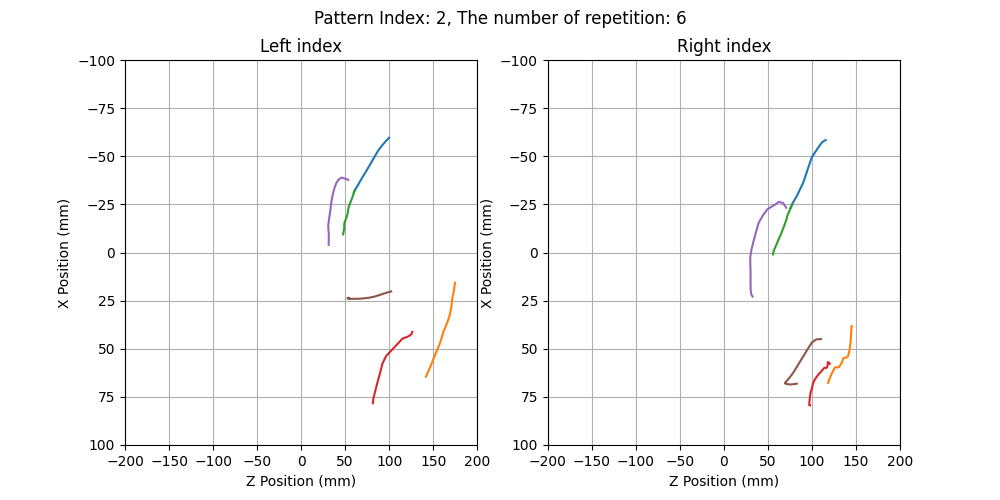 Pattern Index: 2, The number of repetition: 6
Left index
Right index
−100
−75
−50
−25
0
25
50
75
100
X Position (mm)
−200 −150 −100 −50 0 50 100 150 200
Z Position (mm)
−100
−75
−50
−25
0
25
50
75
100
X Position (mm)
−200 −150 −100 −50 0 50 100 150 200
Z Position (mm)